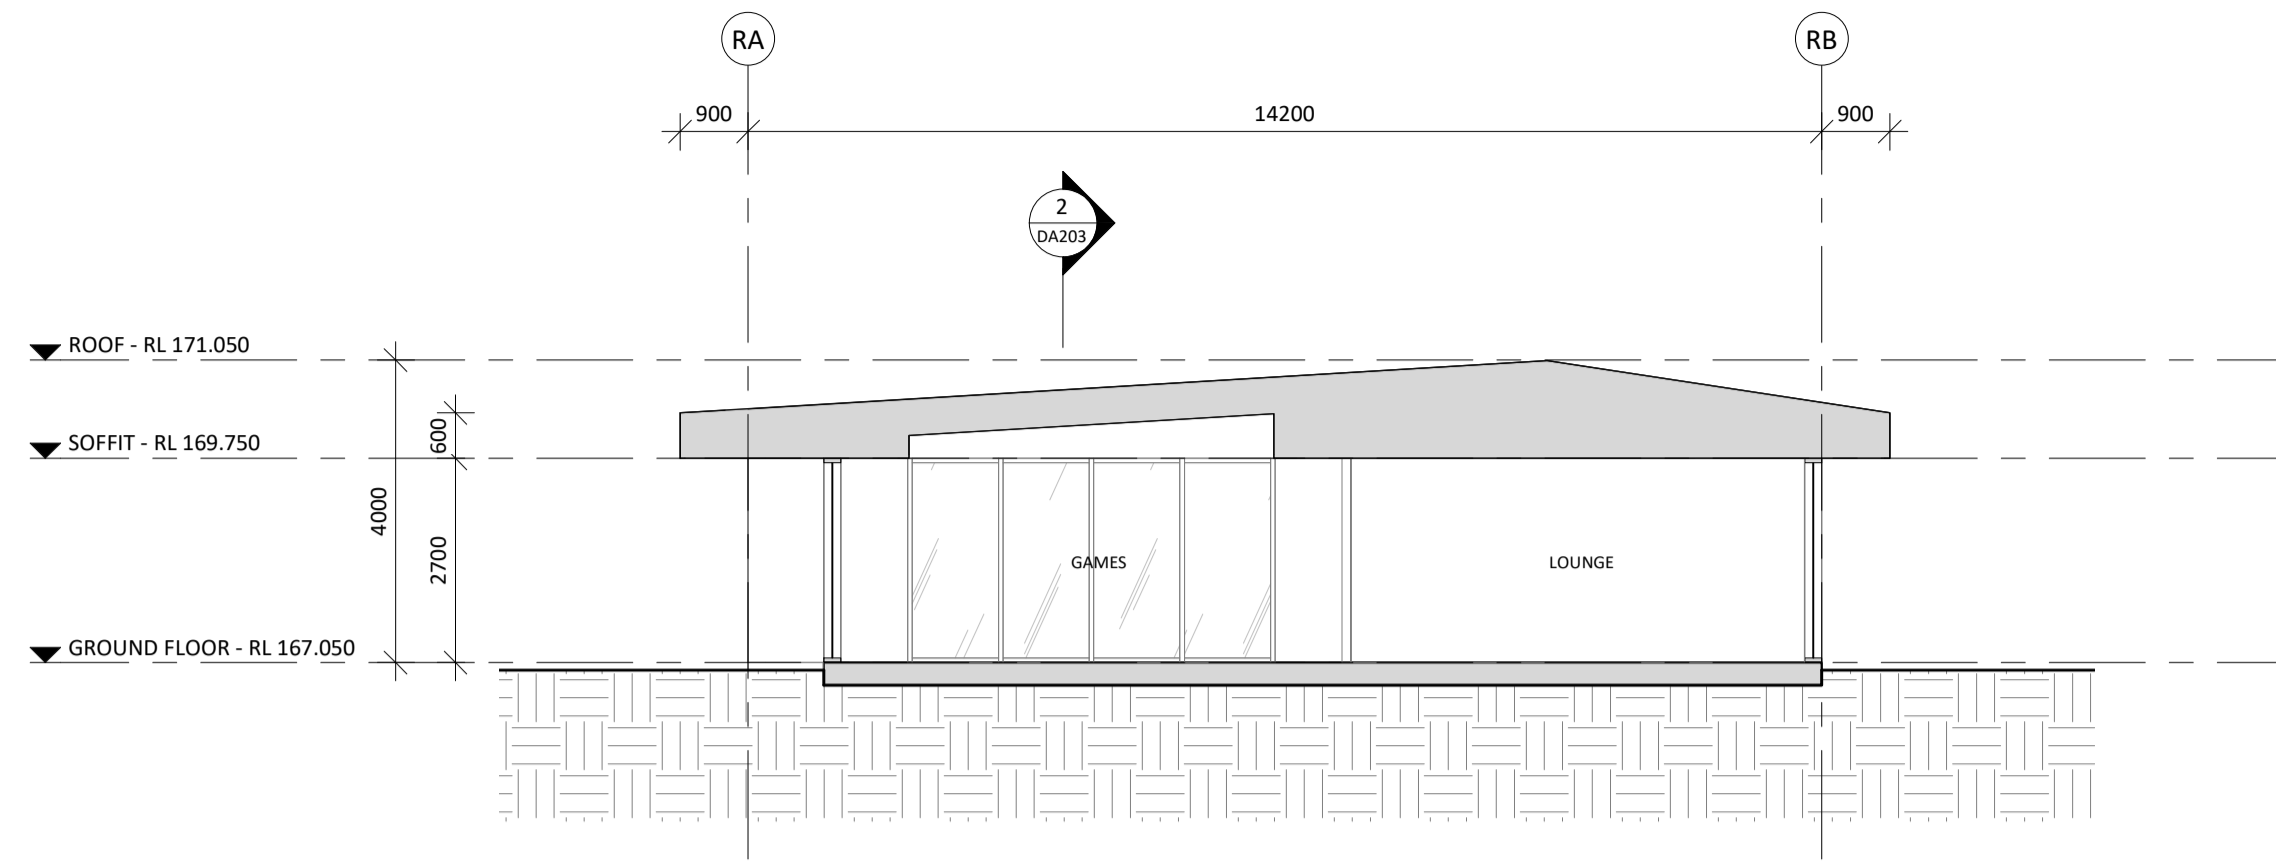 RA
RB
900
14200
900
2
DA203
ROOF - RL 171.050
600
SOFFIT - RL 169.750
4000
2700
GAMES
LOUNGE
GROUND FLOOR - RL 167.050